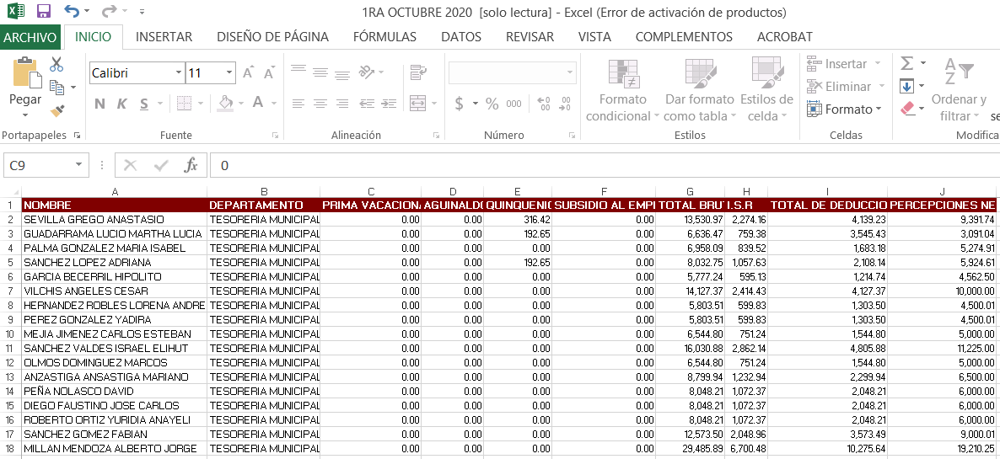 1RA OCTUBRE 2020 [solo lectura] - Excel (Error de activación de productos)
ARCHIVO INICIO INSERTAR DISEÑO DE PÁGINA FÓRMULAS DATOS REVISAR VISTA COMPLEMENTOS ACROBAT
Calibri 11 Insertar
Pegar N K S A $ % 000 Formato condicional Dar formato como tabla Estilos de celda Eliminar Ordenar y filtrar
Formato
Portapapeles Fuente Alineación Número Estilos Celdas Modifica
C9 fx 0
A B C D E F G H I J
1 NOMBRE DEPARTAMENTO PRIMA VACACION AGUINALD QUINQUENI SUBSIDIO AL EMPI TOTAL BRU I.S.R TOTAL DE DEDUCCIO PERCEPCIONES NE
2 SEVILLA GREGO ANASTASIO TESORERIA MUNICIPAL 0.00 0.00 316.42 0.00 13,530.97 2,274.16 4,139.23 9,391.74
3 GUADARRAMA LUCIO MARTHA LUCIA TESORERIA MUNICIPAL 0.00 0.00 192.65 0.00 6,636.47 759.38 3,545.43 3,091.04
4 PALMA GONZALEZ MARIA ISABEL TESORERIA MUNICIPAL 0.00 0.00 0.00 0.00 6,958.09 839.52 1,683.18 5,274.91
5 SANCHEZ LOPEZ ADRIANA TESORERIA MUNICIPAL 0.00 0.00 192.65 0.00 8,032.75 1,057.63 2,108.14 5,924.61
6 GARCIA BECERRIL HIPOLITO TESORERIA MUNICIPAL 0.00 0.00 0.00 0.00 5,777.24 595.13 1,214.74 4,562.50
7 VILCHIS ANGELES CESAR TESORERIA MUNICIPAL 0.00 0.00 0.00 0.00 14,127.37 2,414.43 4,127.37 10,000.00
8 HERNANDEZ ROBLES LORENA ANDRE TESORERIA MUNICIPAL 0.00 0.00 0.00 0.00 5,803.51 599.83 1,303.50 4,500.01
9 PEREZ GONZALEZ YADIRA TESORERIA MUNICIPAL 0.00 0.00 0.00 0.00 5,803.51 599.83 1,303.50 4,500.01
10 MEJIA JIMENEZ CARLOS ESTEBAN TESORERIA MUNICIPAL 0.00 0.00 0.00 0.00 6,544.80 751.24 1,544.80 5,000.00
11 SANCHEZ VALDES ISRAEL ELIHUT TESORERIA MUNICIPAL 0.00 0.00 0.00 0.00 16,030.88 2,862.14 4,805.88 11,225.00
12 OLMOS DOMINGUEZ MARCOS TESORERIA MUNICIPAL 0.00 0.00 0.00 0.00 6,544.80 751.24 1,544.80 5,000.00
13 ANZASTIGA ANSASTIGA MARIANO TESORERIA MUNICIPAL 0.00 0.00 0.00 0.00 8,799.94 1,232.94 2,299.94 6,500.00
14 PEÑA NOLASCO DAVID TESORERIA MUNICIPAL 0.00 0.00 0.00 0.00 8,048.21 1,072.37 2,048.21 6,000.00
15 DIEGO FAUSTINO JOSE CARLOS TESORERIA MUNICIPAL 0.00 0.00 0.00 0.00 8,048.21 1,072.37 2,048.21 6,000.00
16 ROBERTO ORTIZ YURIDIA ANAYELI TESORERIA MUNICIPAL 0.00 0.00 0.00 0.00 8,048.21 1,072.37 2,048.21 6,000.00
17 SANCHEZ GOMEZ FABIAN TESORERIA MUNICIPAL 0.00 0.00 0.00 0.00 12,573.50 2,048.96 3,573.49 9,000.01
18 MILLAN MENDOZA ALBERTO JORGE TESORERIA MUNICIPAL 0.00 0.00 0.00 0.00 29,485.89 6,700.48 10,275.64 19,210.25